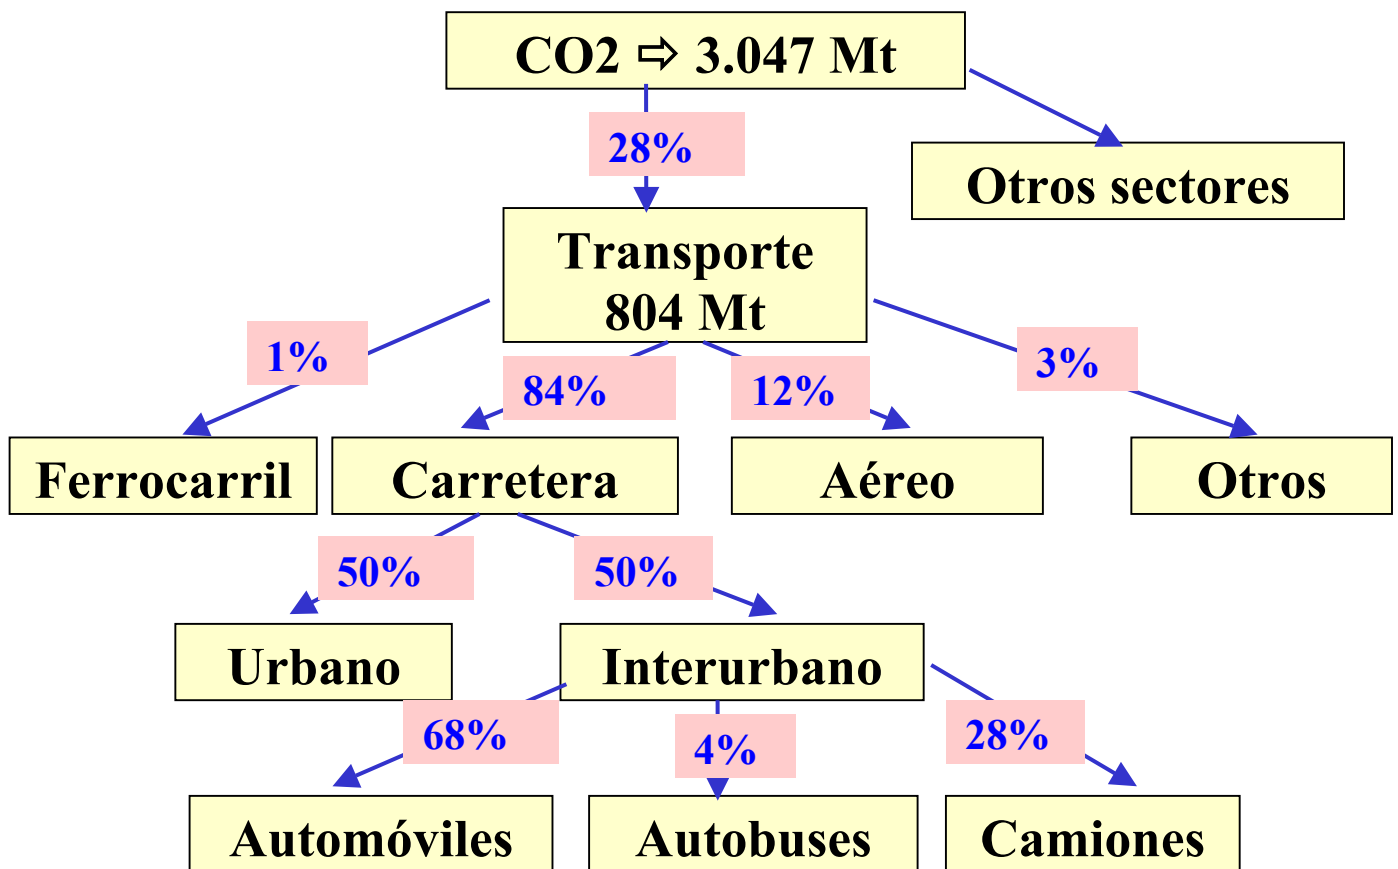 CO2 ⇨ 3.047 Mt
28%
Otros sectores
Transporte
804 Mt
1%
84%
12%
3%
Ferrocarril
Carretera
Aéreo
Otros
50%
50%
Urbano
Interurbano
68%
4%
28%
Automóviles
Autobuses
Camiones